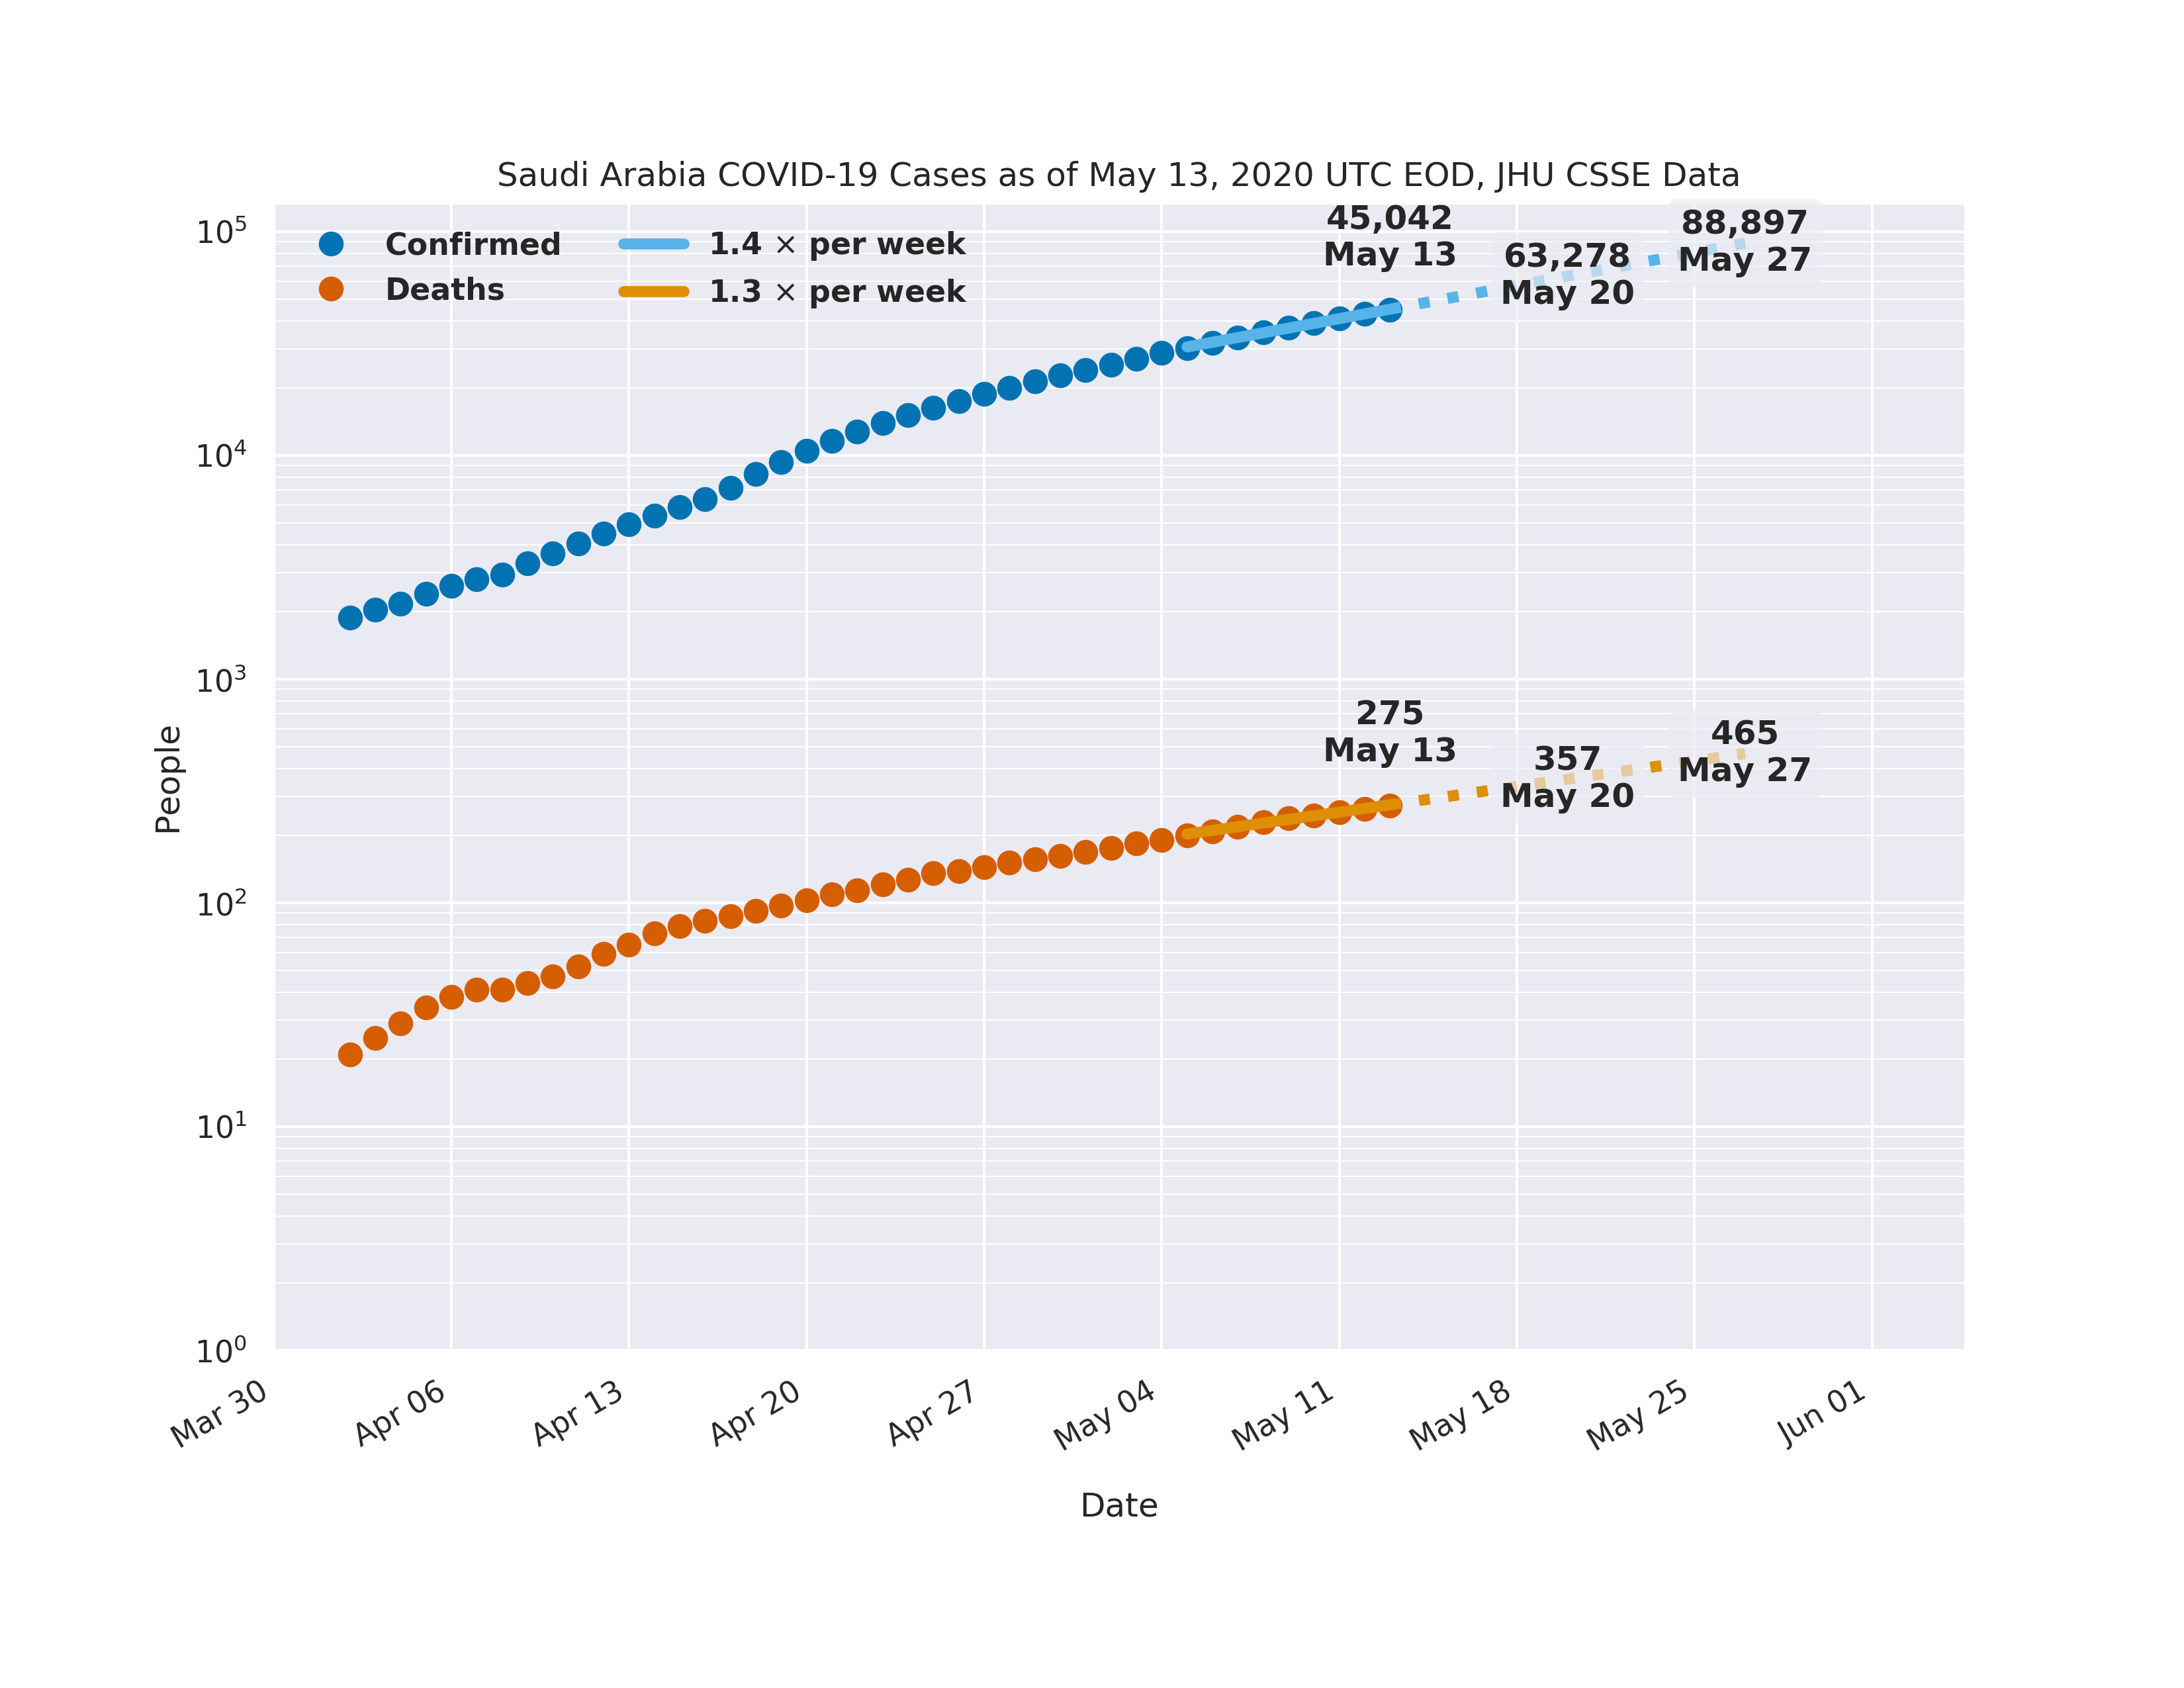 Saudi Arabia COVID-19 Cases as of May 13, 2020 UTC EOD, JHU CSSE Data
Confirmed
Deaths
1.4 × per week
1.3 × per week
45,042
May 13
63,278
May 20
88,897
May 27
275
May 13
357
May 20
465
May 27
People
10⁵
10⁴
10³
10²
10¹
10⁰
Mar 30
Apr 06
Apr 13
Apr 20
Apr 27
May 04
May 11
May 18
May 25
Jun 01
Date